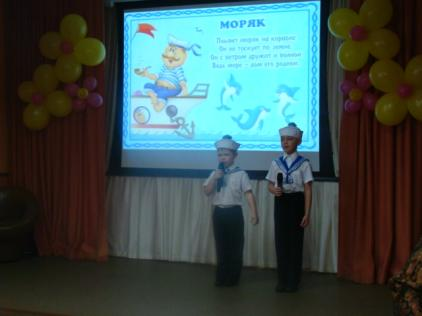 МОРЯК
Плывет моряк на корабле
Он не тоскует по земле.
Он с ветром дружит и волной
Ведь море – дом его родной.